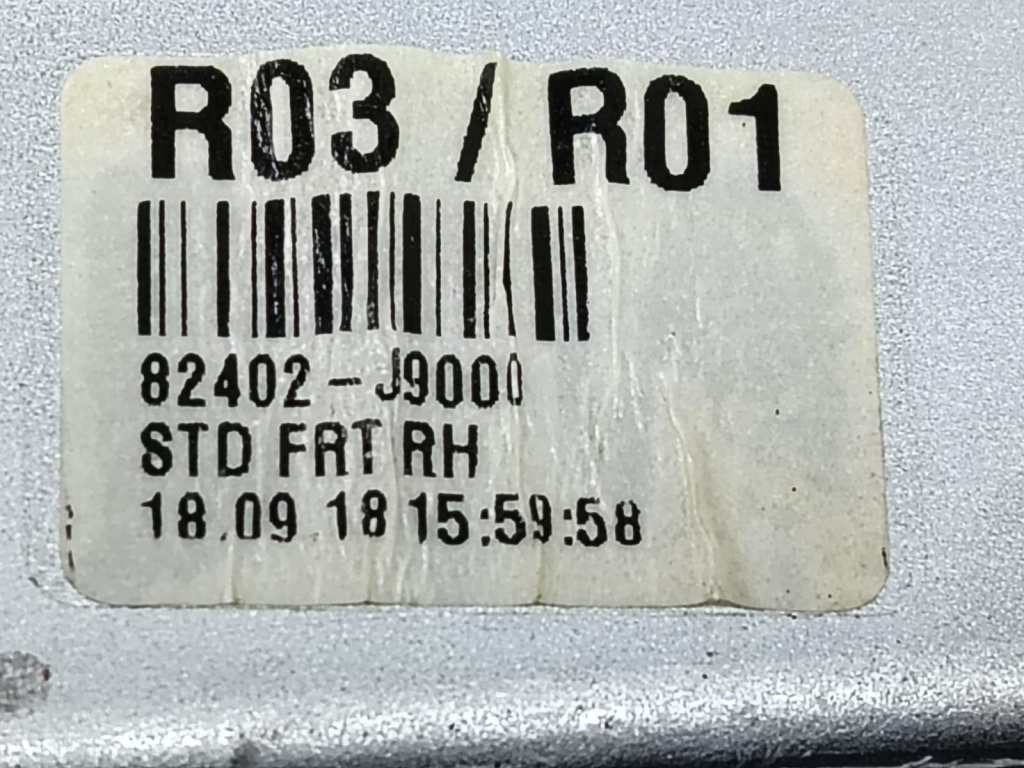 R03 / R01
82402-J9000
STD FRT RH
18.09.18 15:59:58